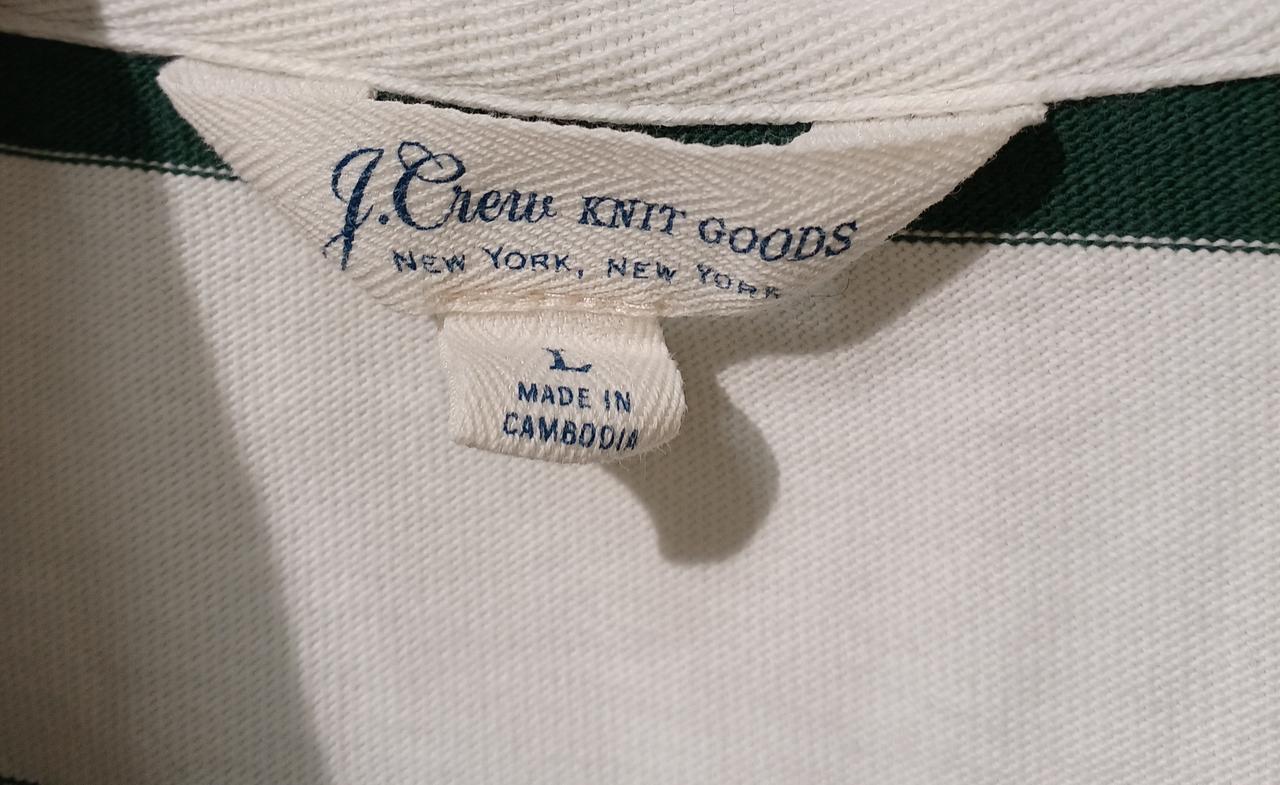 J.Crew KNIT GOODS
NEW YORK, NEW YORK
L
MADE IN
CAMBODIA